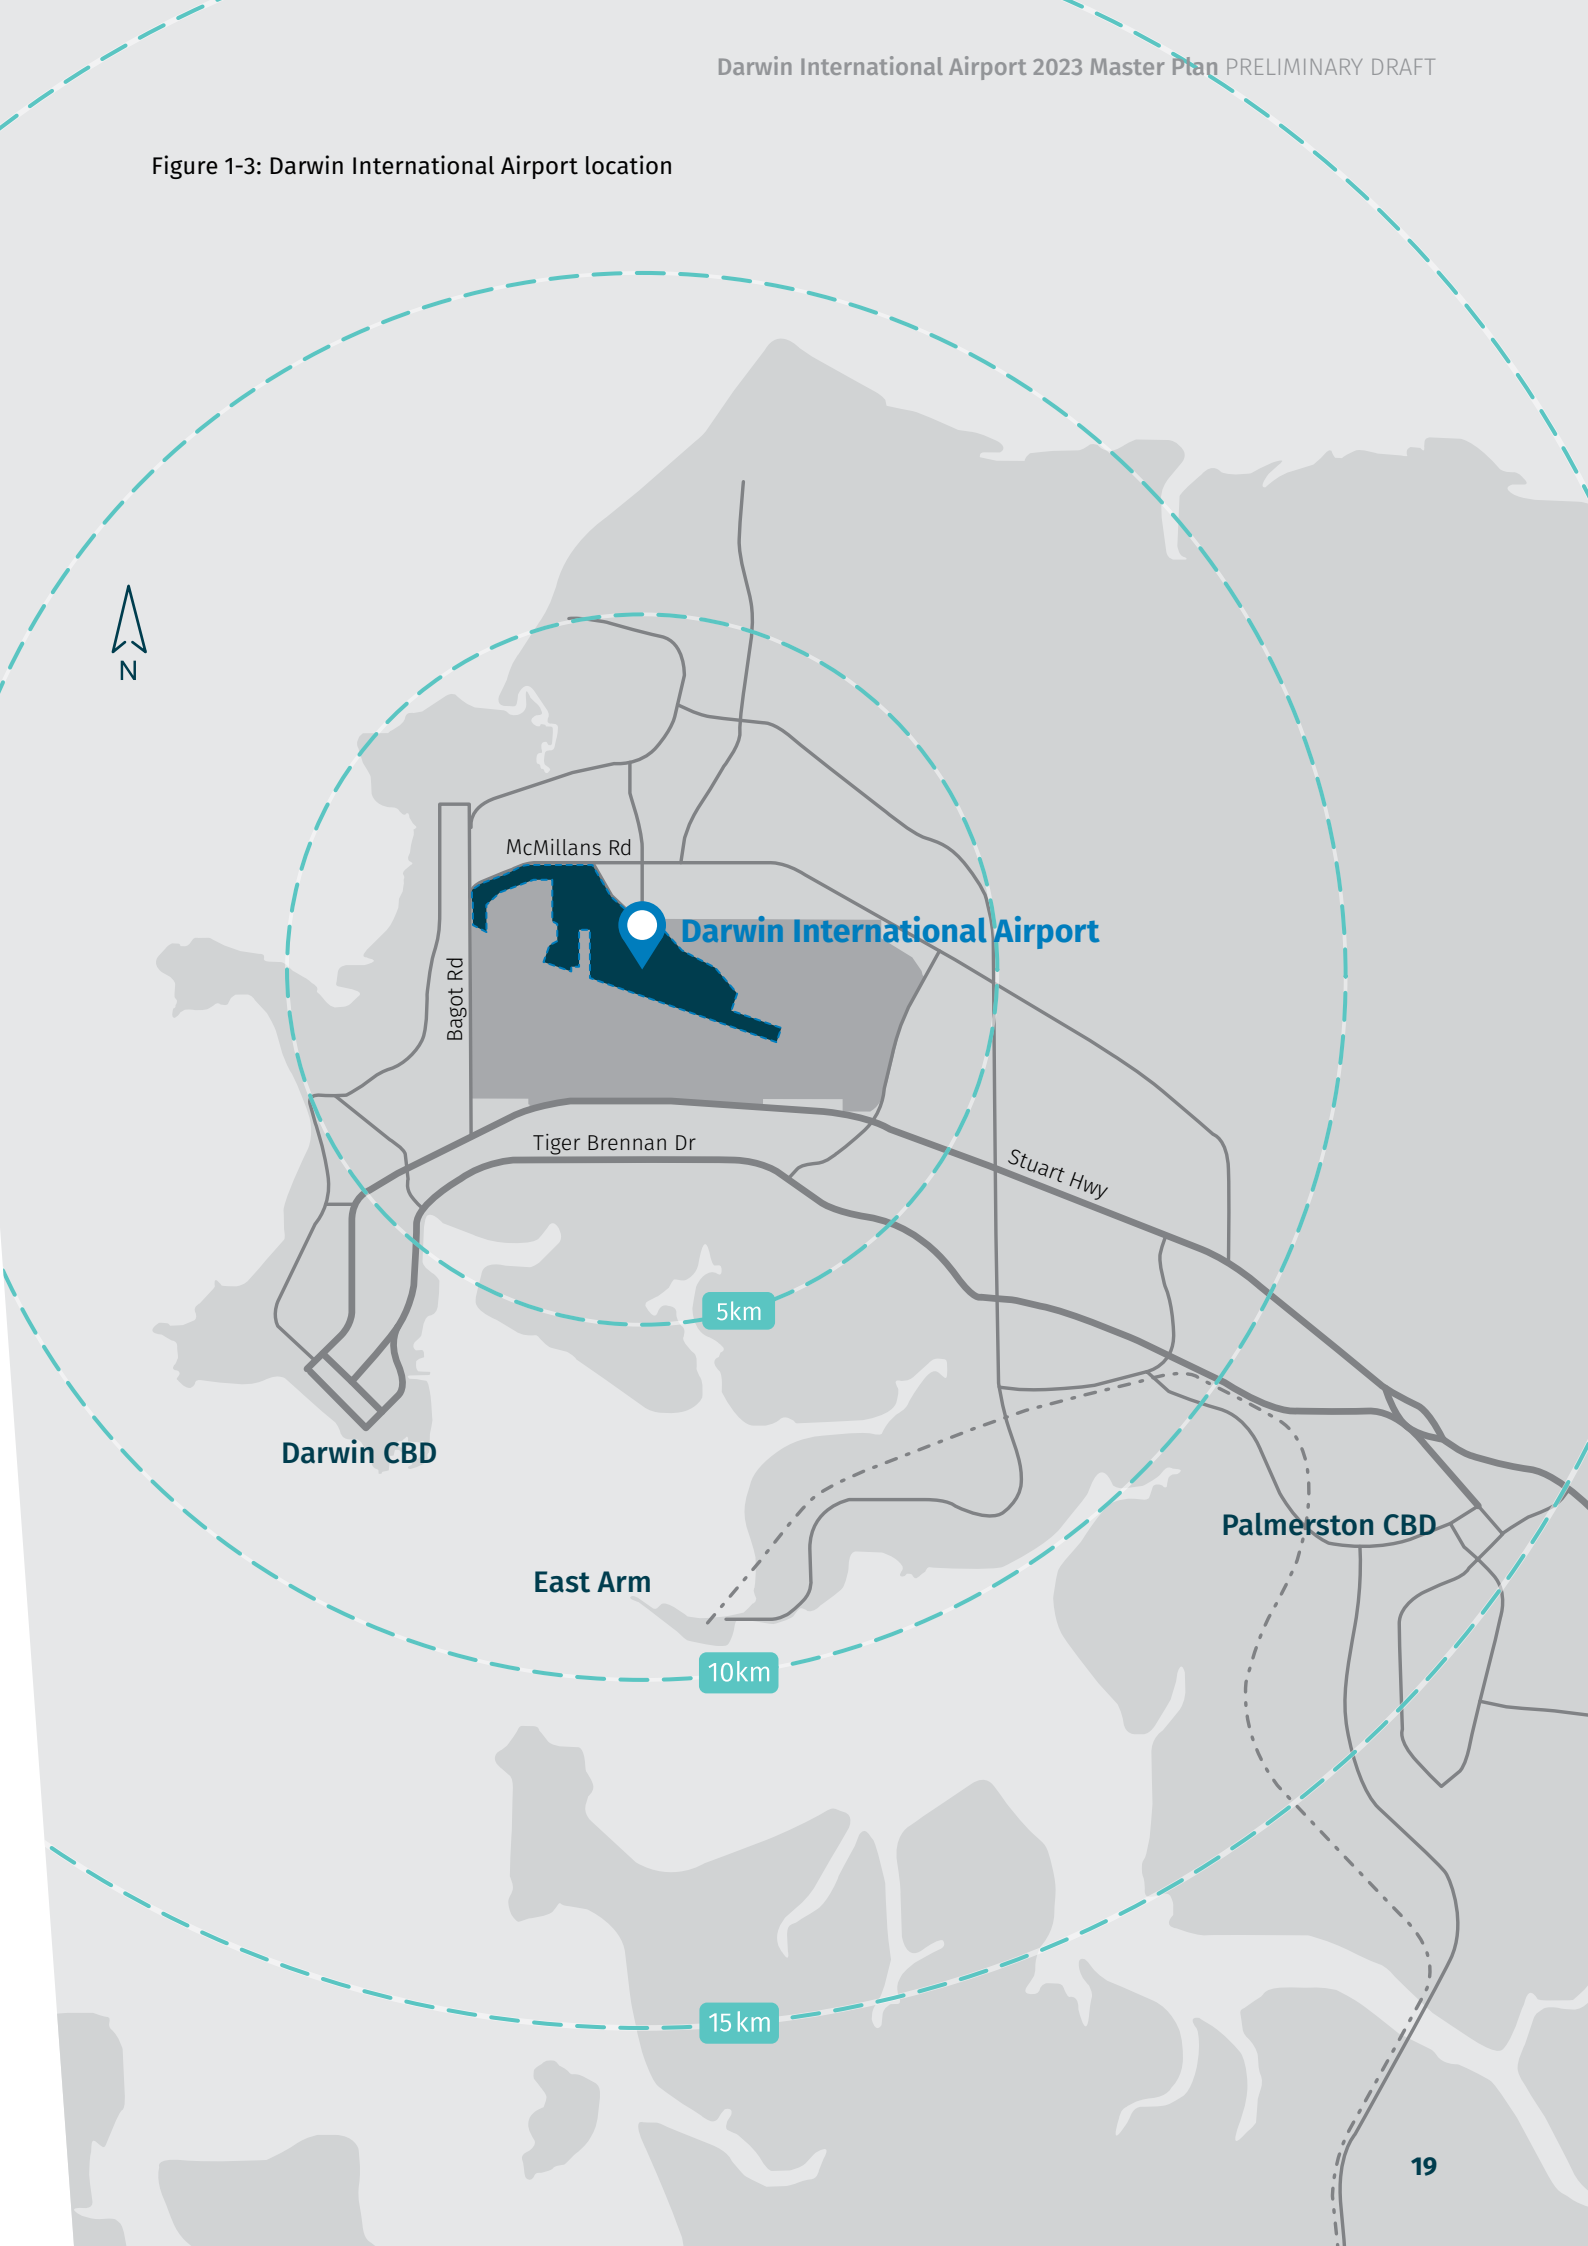 Darwin International Airport 2023 Master Plan PRELIMINARY DRAFT
Figure 1-3: Darwin International Airport location
N
McMillans Rd
Darwin International Airport
Bagot Rd
Tiger Brennan Dr
Stuart Hwy
5km
Darwin CBD
Palmerston CBD
East Arm
10km
15km
19